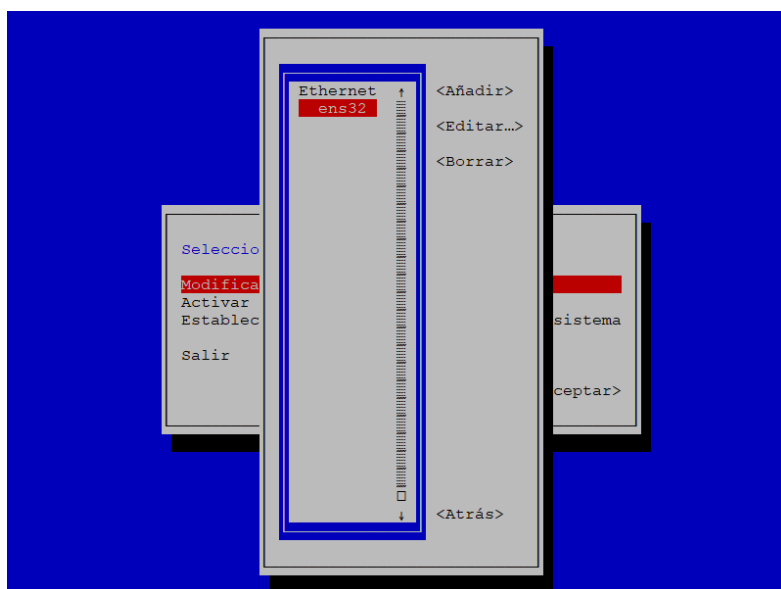 Ethernet
ens32
<Añadir>
<Editar…>
<Borrar>
<Atrás>
Seleccio
Modifica
Activar
Establec
sistema
Salir
ceptar>